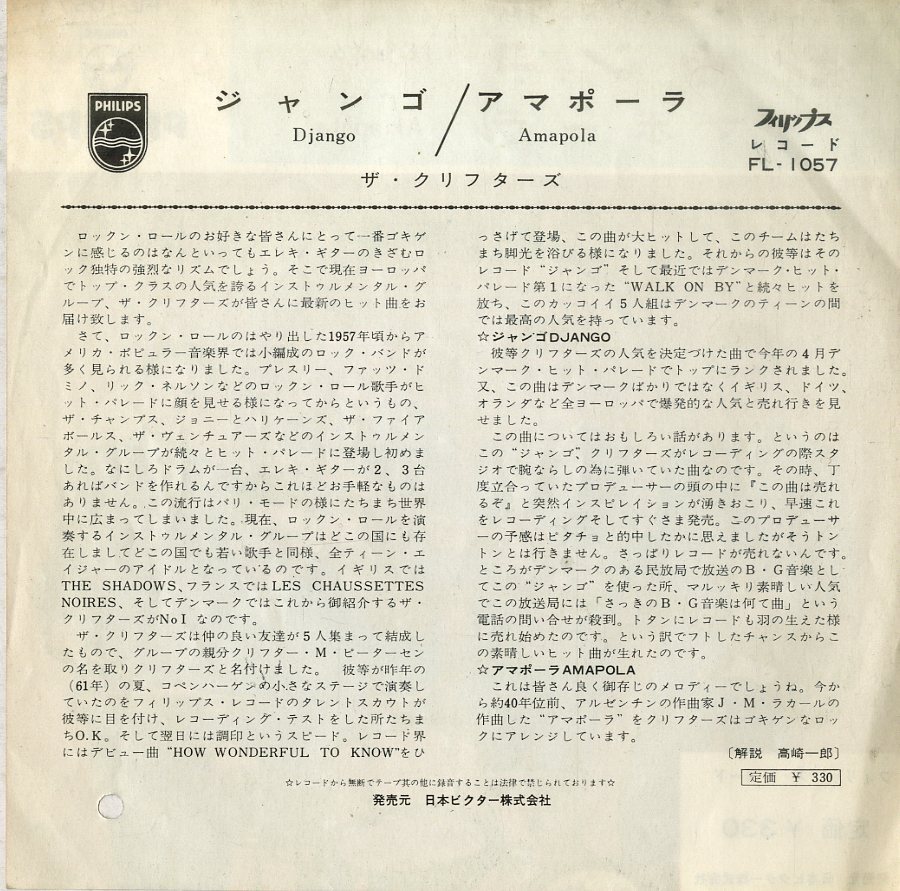 PHILIPS
ジャンゴ／アマポーラ
Django
Amapola
フィリップス
レコード
FL-1057
ザ・クリフターズ
ロックン・ロールのお好きな皆さんにとって一番ゴキゲ
ンに感じるのはなんといってもエレキ・ギターのきざむロ
ック独特の強烈なリズムでしょう。そこで現在ヨーロッパ
でトップ・クラスの人気を誇るインストゥルメンタル・グ
ループ、ザ・クリフターズが皆さんに最新のヒット曲をお
届け致します。
さて、ロックン・ロールのはやり出した1957年頃からア
メリカ・ポピュラー音楽界では小編成のロック・バンドが
多く見られる様になりました。プレスリー、ファッツ・ド
ミノ、リック・ネルソンなどのロックン・ロール歌手がヒ
ット・パレードに顔を見せる様になってからというもの、
ザ・チャンプス、ジョニーとハリケーンズ、ザ・ファイア
ボールス、ザ・ヴェンチュアーズなどのインストゥルメン
タル・グループが続々とヒット・パレードに登場し初めま
した。なにしろドラムが一台、エレキ・ギターが２、３台
あればバンドを作れるんですからこれほどお手軽なものは
ありません。この流行はパリ・モードの様にたちまち世界
中に広まってしまいました。現在、ロックン・ロールを演
奏するインストゥルメンタル・グループはどこの国にも存
在しましてどこの国でも若い歌手と同様、全ティーン・エ
イジャーのアイドルとなっているのです。イギリスでは
THE SHADOWS、フランスではLES CHAUSSETTES
NOIRES、そしてデンマークではこれから御紹介するザ・
クリフターズがNo1 なのです。
ザ・クリフターズは仲の良い友達が５人集まって結成し
たもので、グループの親分クリフター・M・ピーターセン
の名を取りクリフターズと名付けました。 彼等が昨年の
（61年）の夏、コペンハーゲンの小さなステージで演奏し
ていたのをフィリップス・レコードのタレントスカウトが
彼等に目を付け、レコーディング・テストをした所たちま
ちO.K. そして翌日には調印というスピード。レコード界
にはデビュー曲 “HOW WONDERFUL TO KNOW”をひ
っさげて登場、この曲が大ヒットして、このチームはたち
まち脚光を浴びる様になりました。それからの彼等はその
レコード“ジャンゴ”そして最近ではデンマーク・ヒット・
パレード第１になった “WALK ON BY”と続々ヒットを
放ち、このカッコイイ５人組はデンマークのティーンの間
では最高の人気を持っています。
☆ジャンゴDJANGO
彼等クリフターズの人気を決定づけた曲で今年の４月デ
ンマーク・ヒット・パレードでトップにランクされました。
又、この曲はデンマークばかりではなくイギリス、ドイツ、
オランダなど全ヨーロッパで爆発的な人気と売れ行きを見
せました。
この曲についてはおもしろい話があります。というのは
この“ジャンゴ”、クリフターズがレコーディングの際スタ
ジオで腕ならしの為に弾いていた曲なのです。その時、丁
度立合っていたプロデューサーの頭の中に『この曲は売れ
るぞ』と突然インスピレイションが湧きおこり、早速これ
をレコーディングそしてすぐさま発売。このプロデューサ
ーの予感はピタチョと的中したかに思えましたがそうトン
トンとは行きません。さっぱりレコードが売れないんです。
ところがデンマークのある民放局で放送のB・G音楽とし
てこの“ジャンゴ”を使った所、マルッキリ素晴しい人気
でこの放送局には「さっきのB・G音楽は何て曲」という
電話の問い合せが殺到。トタンにレコードも羽の生えた様
に売れ始めたのです。という訳でフトしたチャンスからこ
の素晴しいヒット曲が生れたのです。
☆アマポーラAMAPOLA
これは皆さん良く御存じのメロディーでしょうね。今か
ら約40年位前、アルゼンチンの作曲家J・M・ラカールの
作曲した“アマポーラ”をクリフターズはゴキゲンなロッ
クにアレンジしています。
〔解説 高崎一郎〕
定価 ￥ 330
☆レコードから無断でテープ其の他に録音することは法律で禁じられております☆
発売元 日本ビクター株式会社